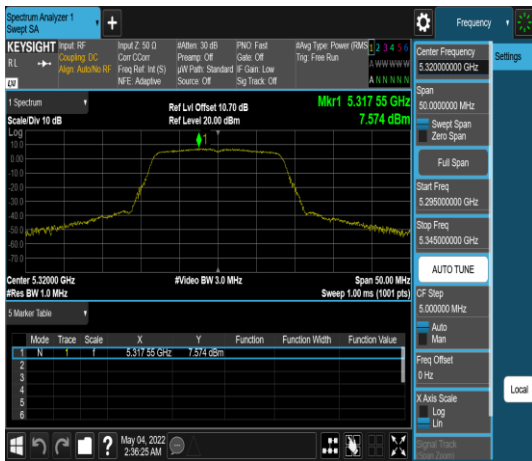 Spectrum Analyzer 1
Swept SA
Frequency
KEYSIGHT
RL
Input: RF
Coupling: DC
Align: Auto/No RF
Input Z: 50 Ω
Corr CCorr
Freq Ref: Int (S)
NFE: Adaptive
#Atten: 30 dB
Preamp: Off
µW Path: Standard
Source: Off
PNO: Fast
Gate: Off
IF Gain: Low
Sig Track: Off
#Avg Type: Power (RMS
Trig: Free Run
1 2 3 4 5 6
A WWWWW
A N N N N N
Center Frequency
5.320000000 GHz
Settings
Span
50.0000000 MHz
Swept Span
Zero Span
Full Span
Start Freq
5.295000000 GHz
Stop Freq
5.345000000 GHz
AUTO TUNE
CF Step
5.000000 MHz
Auto
Man
Freq Offset
0 Hz
X Axis Scale
Log
Lin
Signal Track
(Span Zoom)
Local
1 Spectrum
Scale/Div 10 dB
Ref Lvl Offset 10.70 dB
Ref Level 20.00 dBm
Mkr1 5.317 55 GHz
7.574 dBm
Log
10.0
0.00
-10.0
-20.0
-30.0
-40.0
-50.0
-60.0
-70.0
1
Center 5.32000 GHz
#Res BW 1.0 MHz
#Video BW 3.0 MHz
Span 50.00 MHz
Sweep 1.00 ms (1001 pts)
5 Marker Table
Mode Trace Scale X Y Function Function Width Function Value
1 N 1 f 5.317 55 GHz 7.574 dBm
2
3
4
5
6
?
May 04, 2022
2:36:25 AM